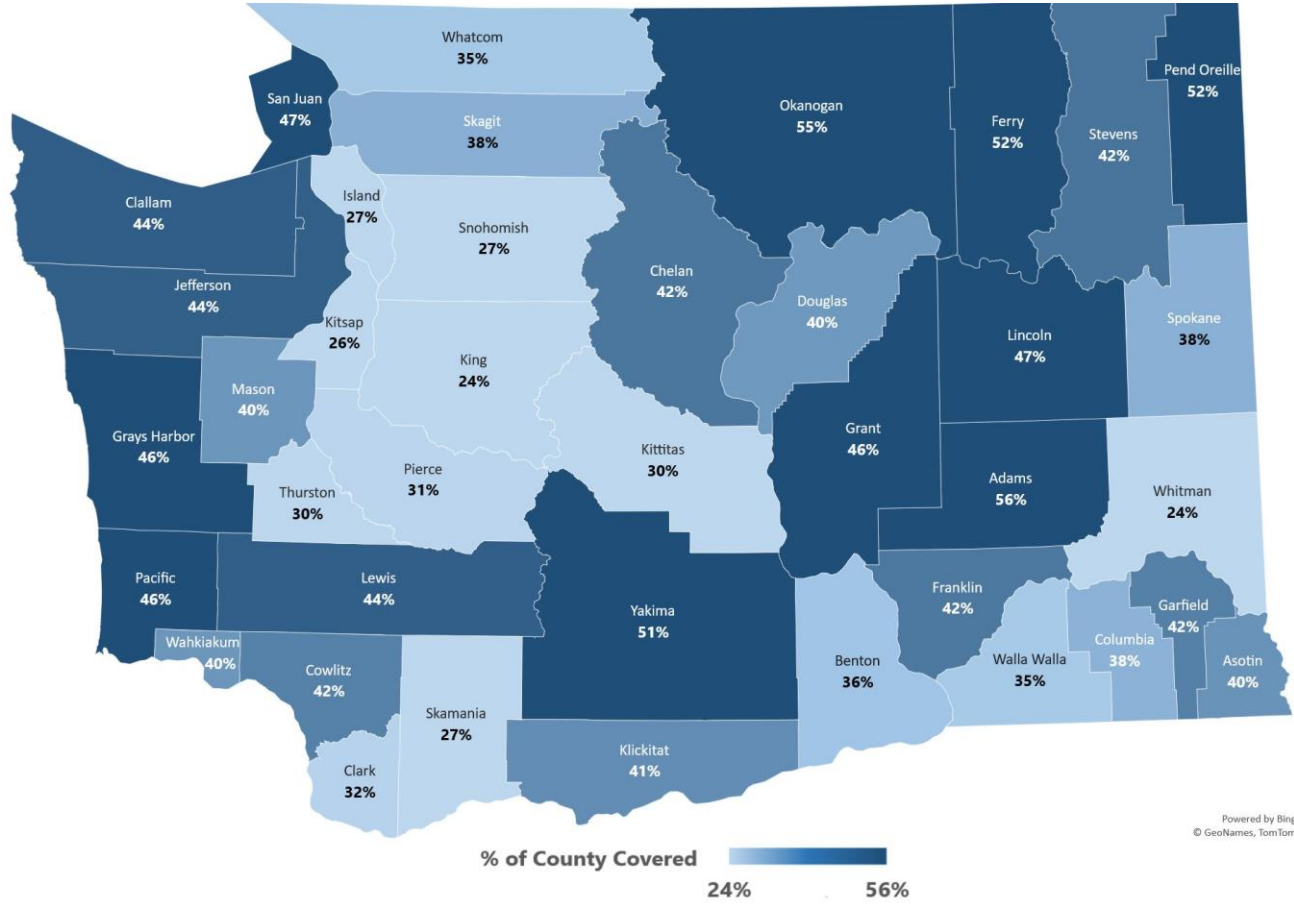 Whatcom
35%
San Juan
47%
Skagit
38%
Okanogan
55%
Ferry
52%
Stevens
42%
Pend Oreille
52%
Clallam
44%
Island
27%
Snohomish
27%
Jefferson
44%
Chelan
42%
Douglas
40%
Kitsap
26%
King
24%
Lincoln
47%
Spokane
38%
Mason
40%
Grays Harbor
46%
Grant
46%
Kittitas
30%
Pierce
31%
Thurston
30%
Adams
56%
Whitman
24%
Pacific
46%
Lewis
44%
Yakima
51%
Franklin
42%
Garfield
42%
Wahkiakum
40%
Cowlitz
42%
Benton
36%
Walla Walla
35%
Columbia
38%
Asotin
40%
Skamania
27%
Klickitat
41%
Clark
32%
Powered by Bing
© GeoNames, TomTom
% of County Covered
24%
56%